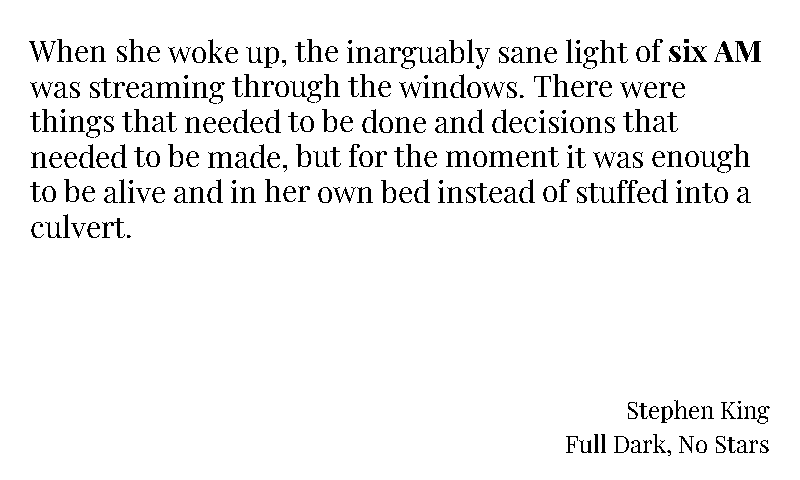 When she woke up, the inarguably sane light of six AM
was streaming through the windows. There were
things that needed to be done and decisions that
needed to be made, but for the moment it was enough
to be alive and in her own bed instead of stuffed into a
culvert.
Stephen King
Full Dark, No Stars